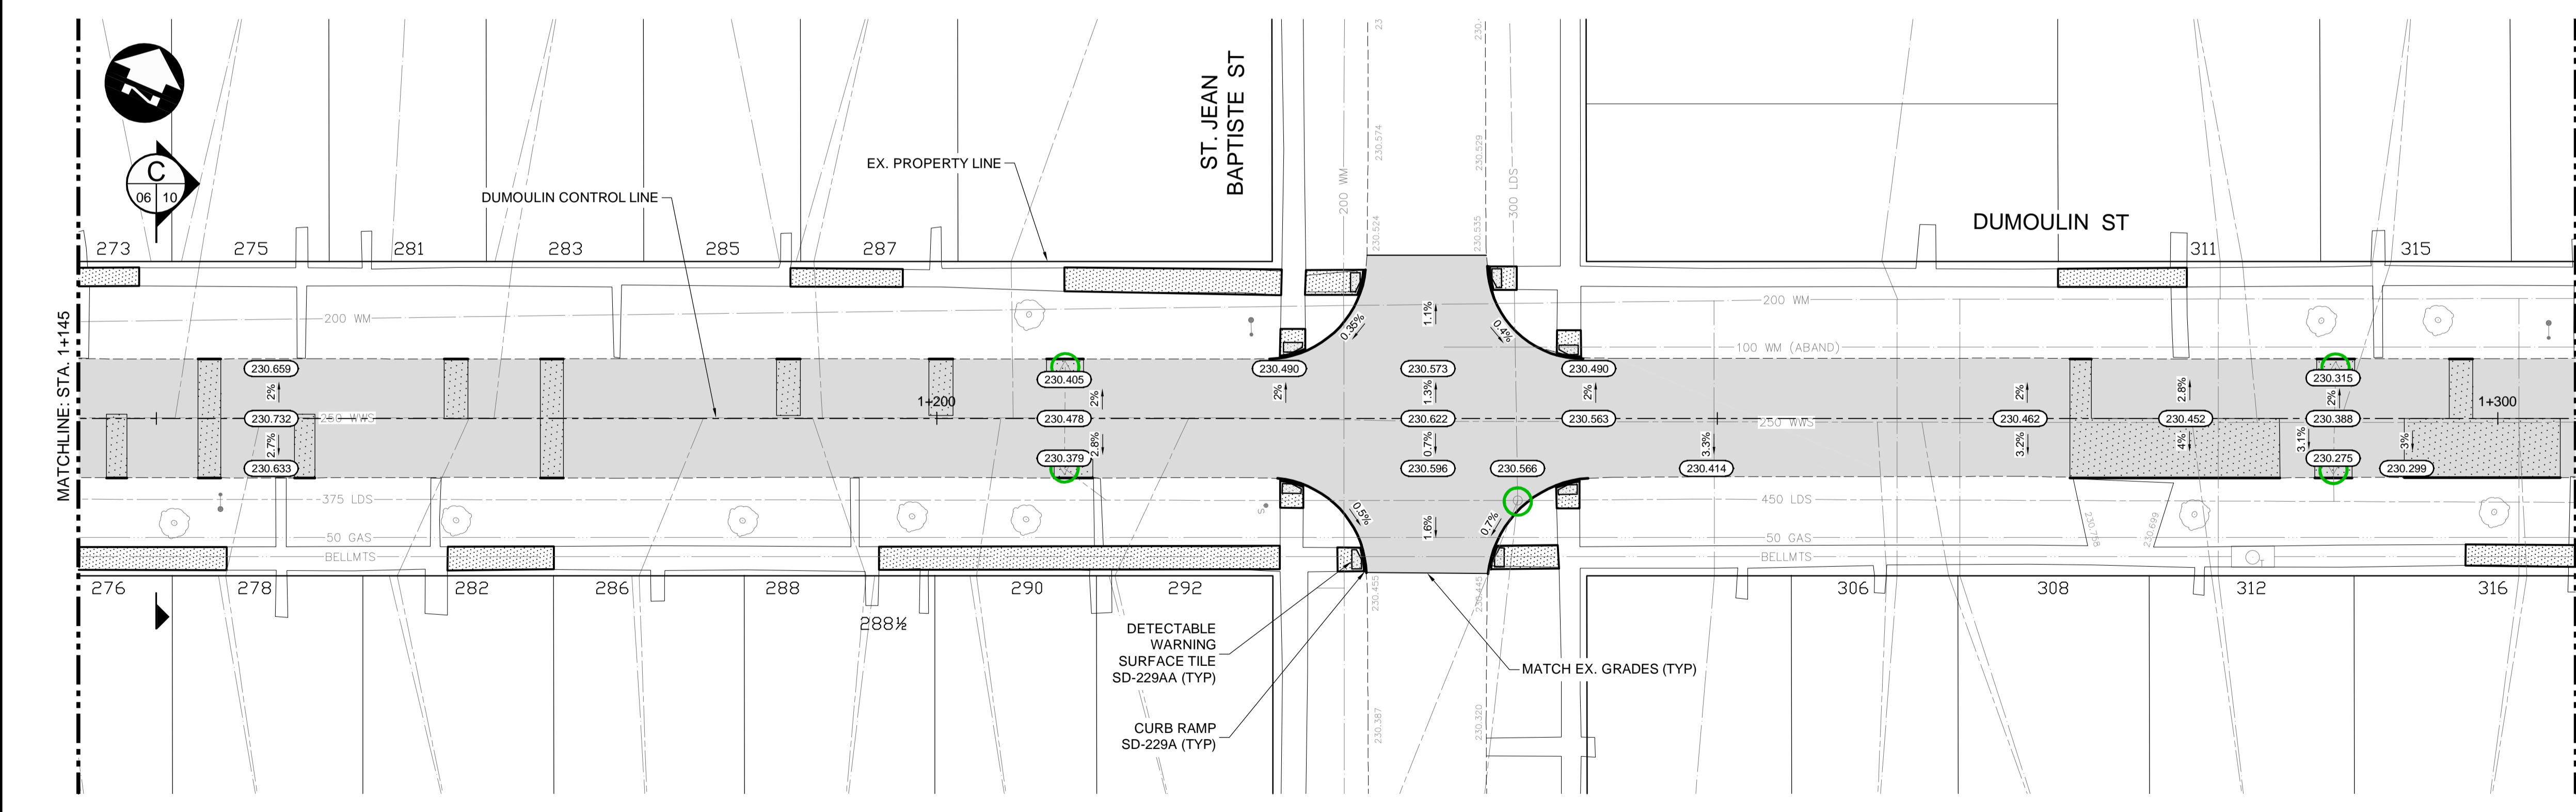 MATCHLINE: STA. 1+145
C
06 10
ST. JEAN
BAPTISTE ST
EX. PROPERTY LINE
DUMOULIN CONTROL LINE
DUMOULIN ST
273
275
281
283
285
287
311
315
200 WM
200 WM
300 LDS
23
230.
230.574
230.529
230.524
230.535
200 WM
100 WM (ABAND)
0.35%
1.1%
0.4%
230.659
230.405
230.490
230.573
230.490
230.315
2%
2%
2%
1.3%
2%
2%
2.8%
2%
1+200
1+300
230.732
250 WWS
230.478
230.622
230.563
250 WWS
230.462
230.452
230.388
2.7%
2.8%
0.7%
3.3%
3.2%
4%
3.1%
3%
230.633
230.379
230.596
230.566
230.414
230.275
230.299
375 LDS
450 LDS
0.5%
1.6%
0.7%
S
230.758
230.699
50 GAS
50 GAS
BELLMTS
BELLMTS
T
276
278
282
286
288
290
292
306
308
312
316
288½
230.455
230.445
DETECTABLE
WARNING
SURFACE TILE
SD-229AA (TYP)
MATCH EX. GRADES (TYP)
230.387
230.320
CURB RAMP
SD-229A (TYP)